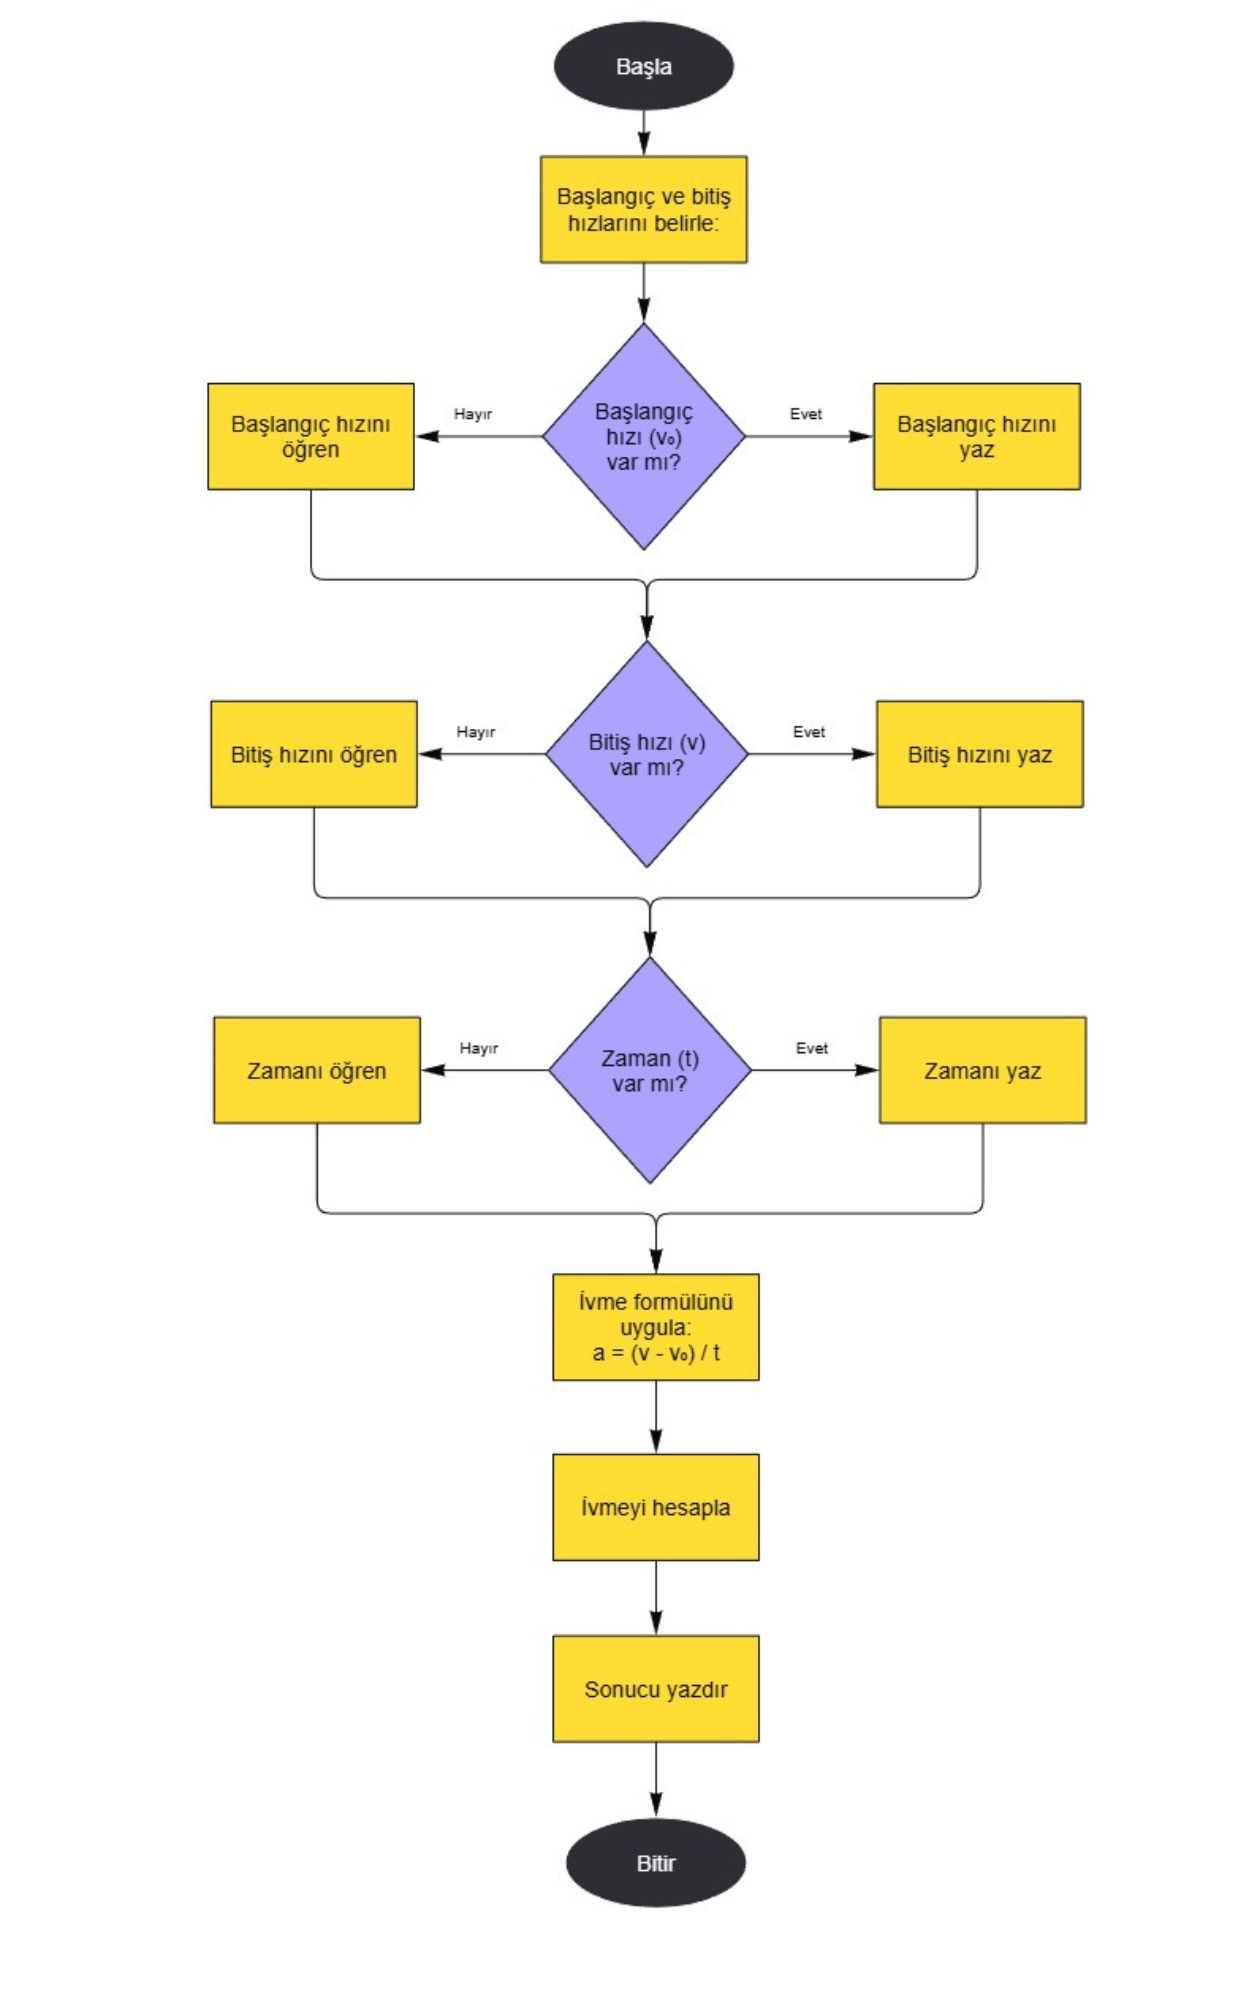 Başla
Başlangıç ve bitiş
hızlarını belirle:
Başlangıç hızını
öğren
Hayır
Başlangıç
hızı (v₀)
var mı?
Evet
Başlangıç hızını
yaz
Bitiş hızını öğren
Hayır
Bitiş hızı (v)
var mı?
Evet
Bitiş hızını yaz
Zamanı öğren
Hayır
Zaman (t)
var mı?
Evet
Zamanı yaz
İvme formülünü
uygula:
a = (v - v₀) / t
İvmeyi hesapla
Sonucu yazdır
Bitir